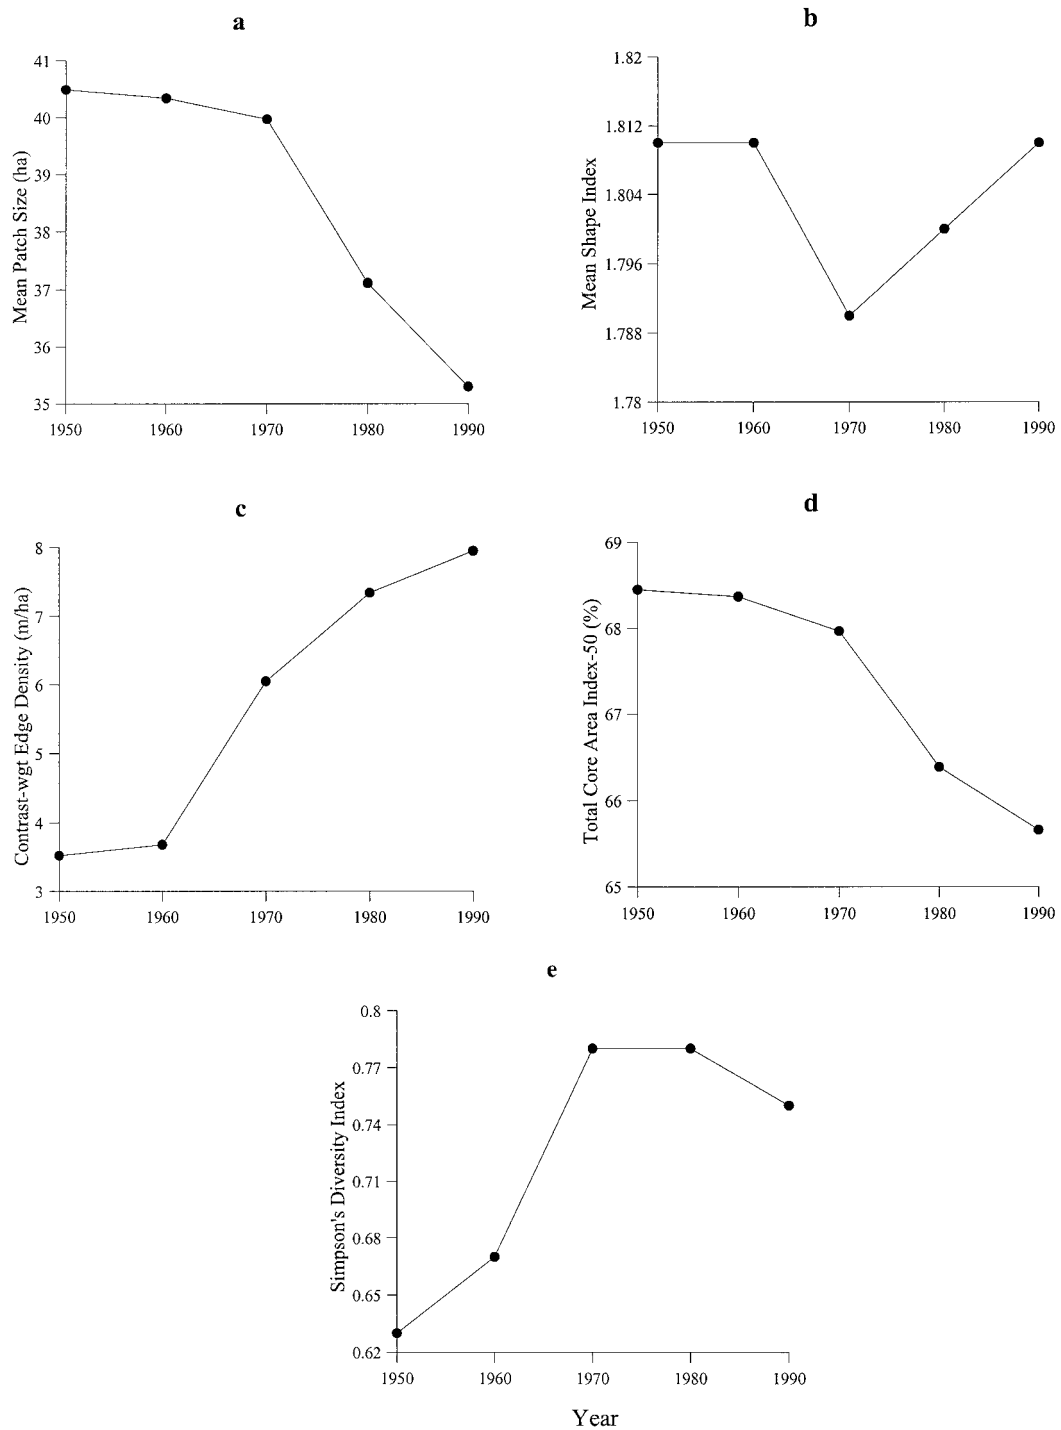 a
Mean Patch Size (ha)
41
40
39
38
37
36
35
1950 1960 1970 1980 1990
b
Mean Shape Index
1.82
1.812
1.804
1.796
1.788
1.78
1950 1960 1970 1980 1990
c
Contrast-wgt Edge Density (m/ha)
8
7
6
5
4
3
1950 1960 1970 1980 1990
d
Total Core Area Index-50 (%)
69
68
67
66
65
1950 1960 1970 1980 1990
e
Simpson's Diversity Index
0.8
0.77
0.74
0.71
0.68
0.65
0.62
1950 1960 1970 1980 1990
Year